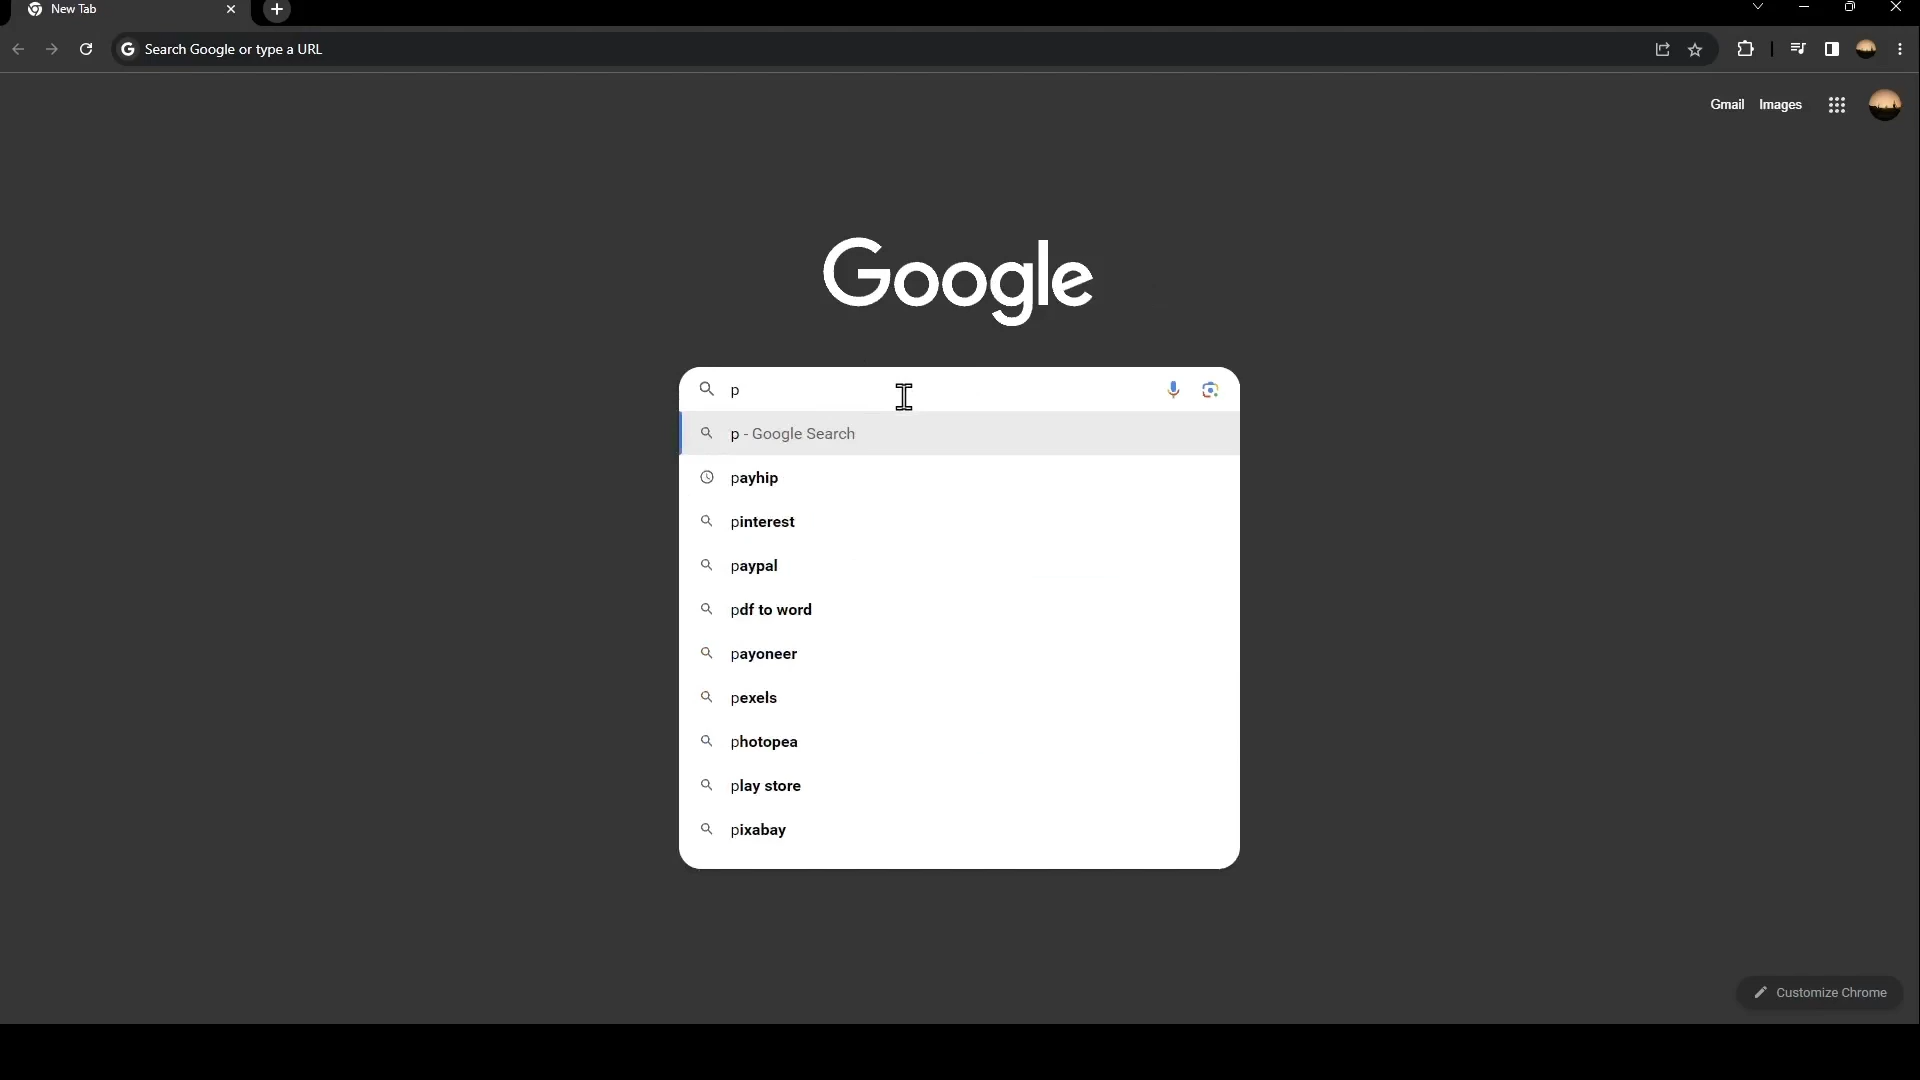 New Tab
Search Google or type a URL
Gmail Images
Google
p
p - Google Search
payhip
pinterest
paypal
pdf to word
payoneer
pexels
photopea
play store
pixabay
Customize Chrome